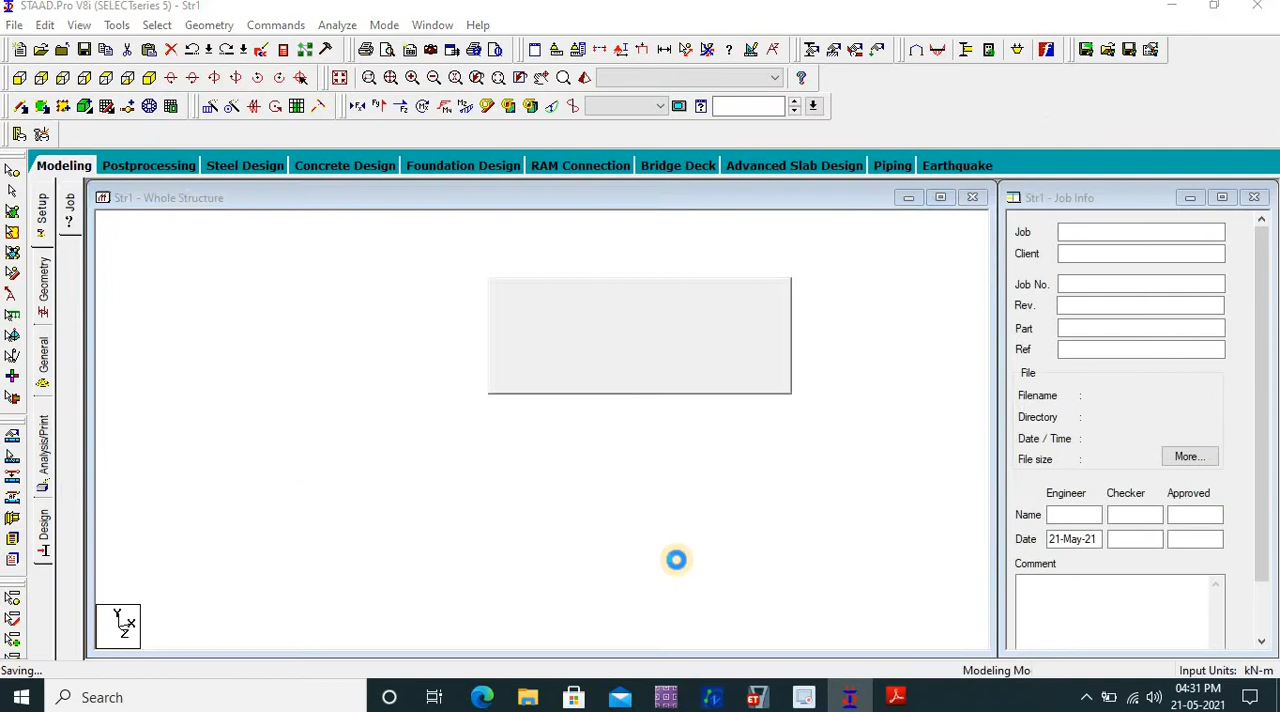 STAAD.Pro V8i (SELECTseries 5) - Str1
File Edit View Tools Select Geometry Commands Analyze Mode Window Help
Modeling Postprocessing Steel Design Concrete Design Foundation Design RAM Connection Bridge Deck Advanced Slab Design Piping Earthquake
Setup
Geometry
General
Analysis/Print
Design
Job
Str1 - Whole Structure
Y
X
Z
Str1 - Job Info
Job
Client
Job No.
Rev.
Part
Ref
File
Filename :
Directory :
Date / Time :
File size :
More...
Engineer Checker Approved
Name
Date 21-May-21
Comment
Saving...
Modeling Mo
Input Units: kN-m
Search
04:31 PM
21-05-2021